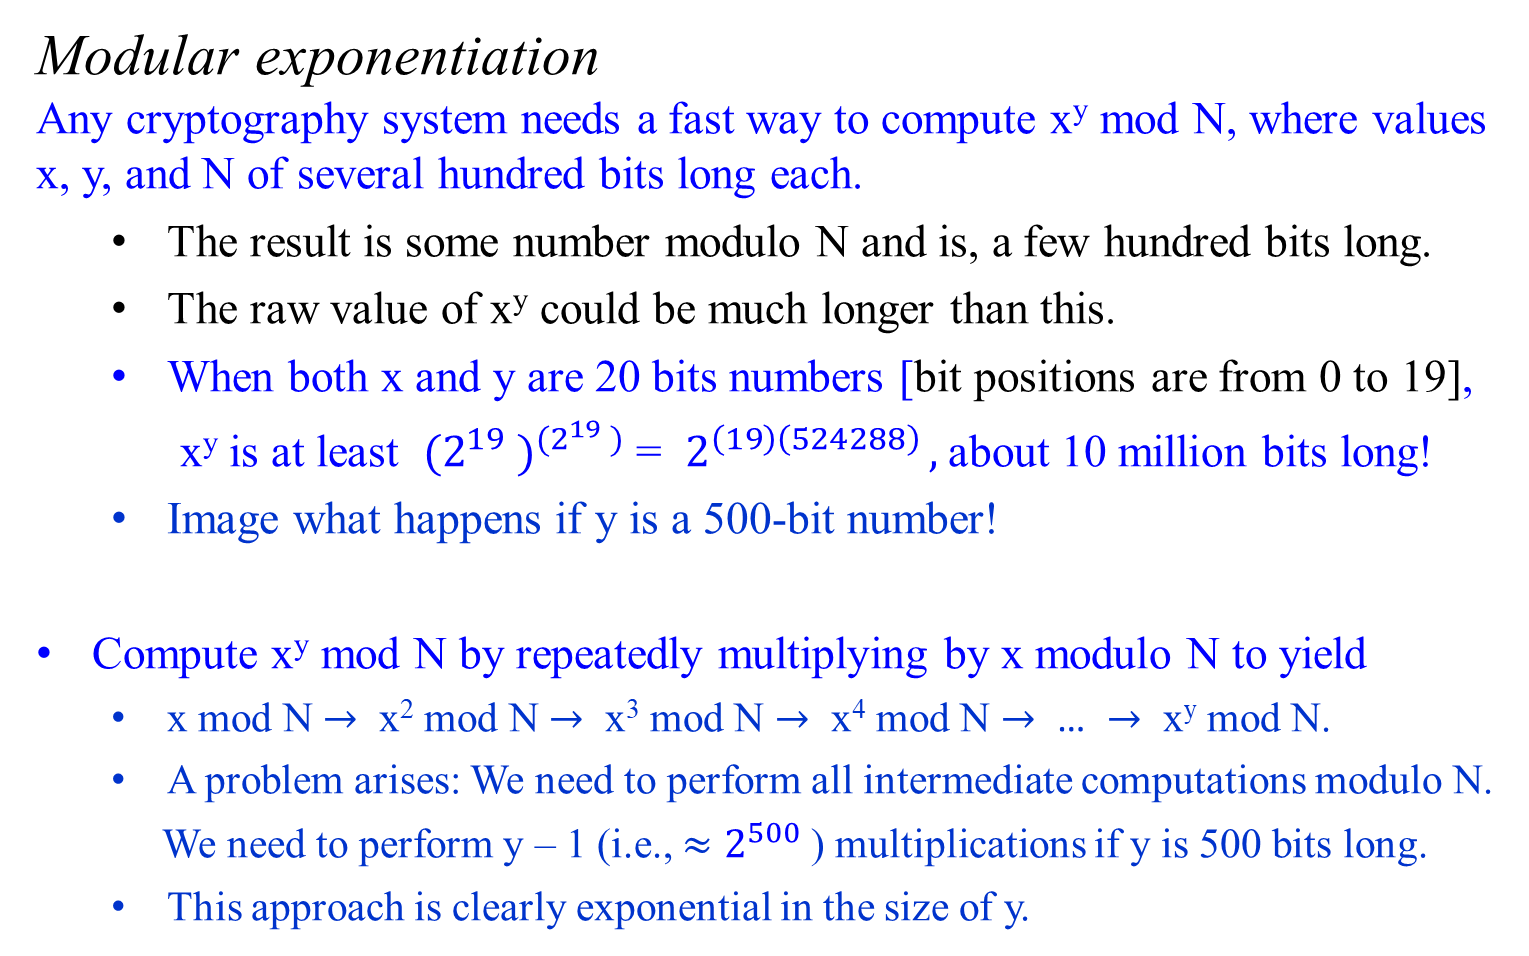 Modular exponentiation
Any cryptography system needs a fast way to compute xʸ mod N, where values
x, y, and N of several hundred bits long each.
• The result is some number modulo N and is, a few hundred bits long.
• The raw value of xʸ could be much longer than this.
• When both x and y are 20 bits numbers [bit positions are from 0 to 19],
xʸ is at least (2¹⁹ )^(2¹⁹ ) = 2^(19)(524288) , about 10 million bits long!
• Image what happens if y is a 500-bit number!
• Compute xʸ mod N by repeatedly multiplying by x modulo N to yield
• x mod N → x² mod N → x³ mod N → x⁴ mod N → ... → xʸ mod N.
• A problem arises: We need to perform all intermediate computations modulo N.
We need to perform y – 1 (i.e., ≈ 2⁵⁰⁰ ) multiplications if y is 500 bits long.
• This approach is clearly exponential in the size of y.